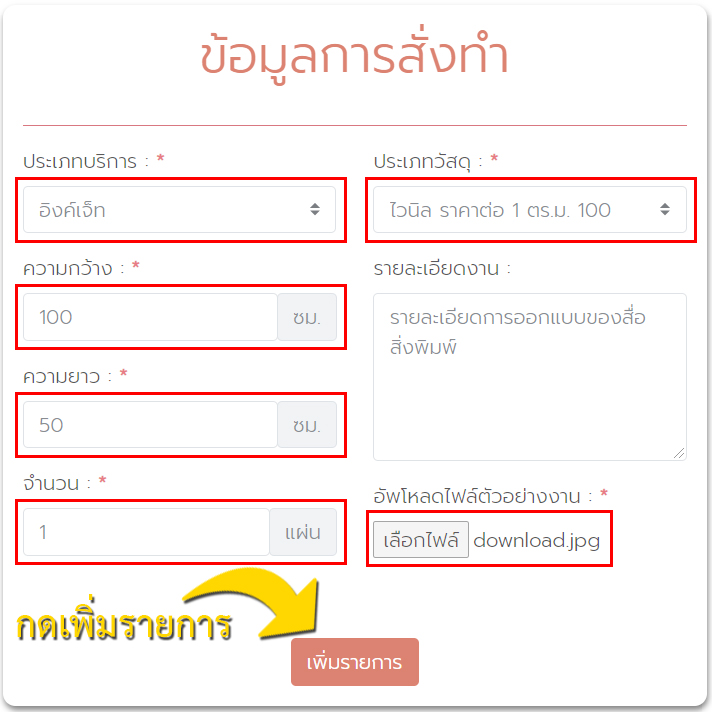 ข้อมูลการสั่งทำ
ประเภทบริการ : *
อิงค์เจ็ท
ความกว้าง : *
100 ซม.
ความยาว : *
50 ซม.
จำนวน : *
1 แผ่น
ประเภทวัสดุ : *
ไวนิล ราคาต่อ 1 ตร.ม. 100
รายละเอียดงาน :
รายละเอียดการออกแบบของสื่อ
สิ่งพิมพ์
อัพโหลดไฟล์ตัวอย่างงาน : *
เลือกไฟล์ download.jpg
กดเพิ่มรายการ
เพิ่มรายการ